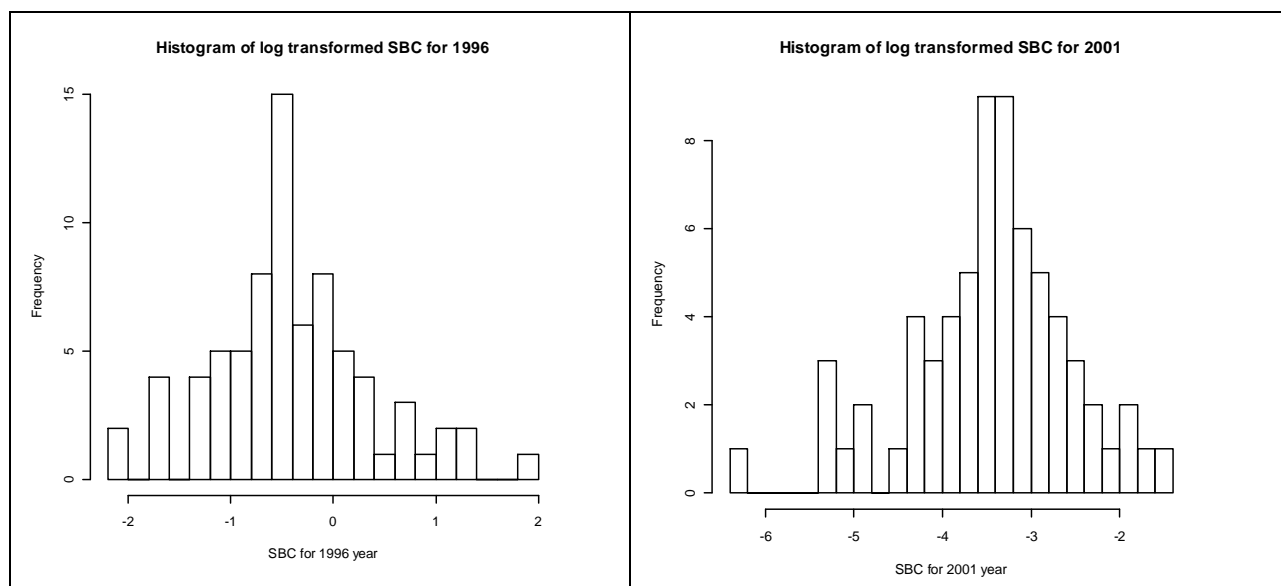 Histogram of log transformed SBC for 1996
15
10
5
0
Frequency
-2 -1 0 1 2
SBC for 1996 year
Histogram of log transformed SBC for 2001
8
6
4
2
0
Frequency
-6 -5 -4 -3 -2
SBC for 2001 year